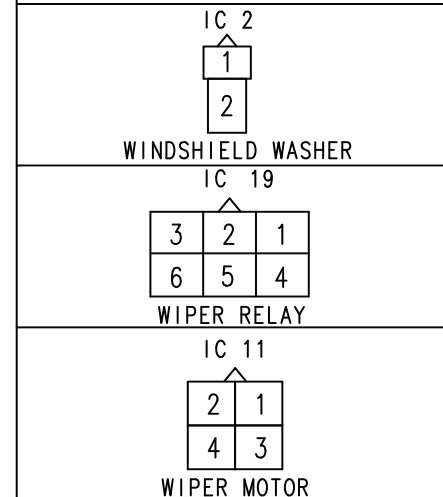 IC 2
1
2
WINDSHIELD WASHER
IC 19
3 2 1
6 5 4
WIPER RELAY
IC 11
2 1
4 3
WIPER MOTOR